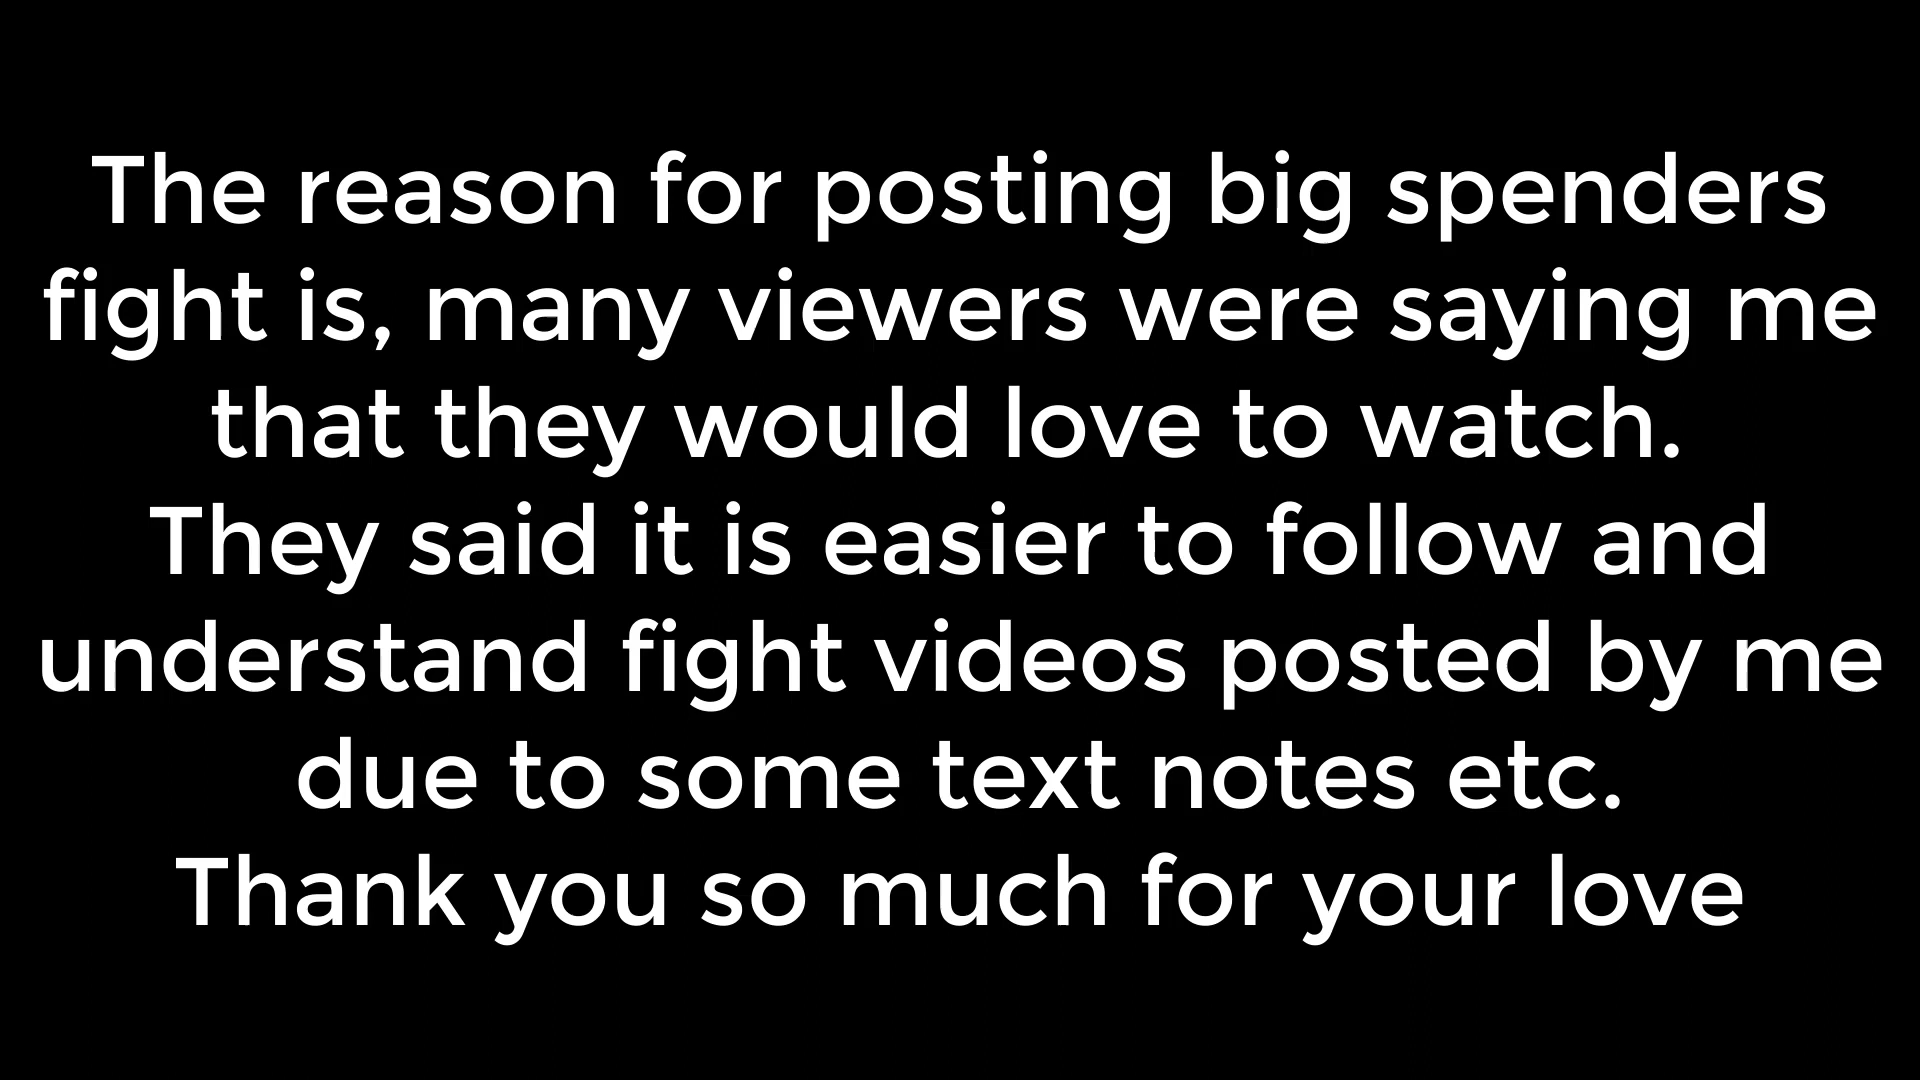 The reason for posting big spenders
fight is, many viewers were saying me
that they would love to watch.
They said it is easier to follow and
understand fight videos posted by me
due to some text notes etc.
Thank you so much for your love